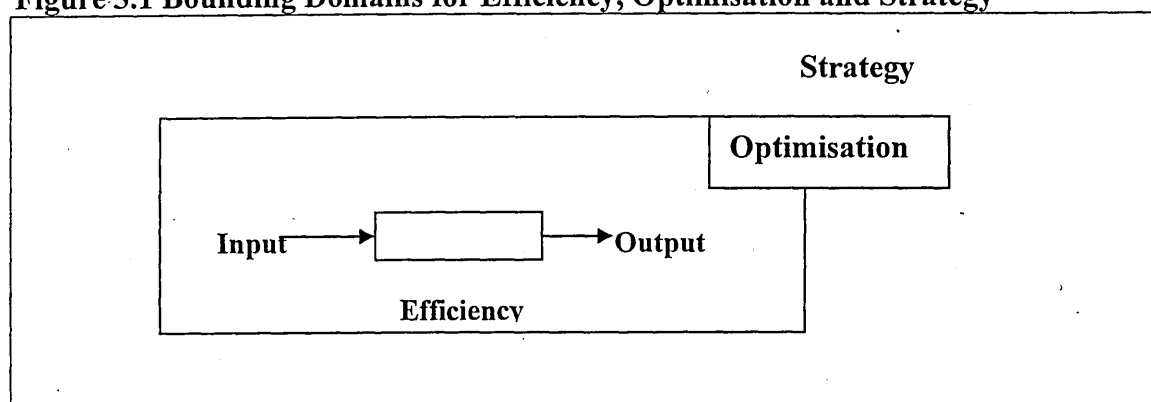 Figure 3.1 Bounding Domains for Efficiency, Optimisation and Strategy
Strategy
Optimisation
Input
Output
Efficiency